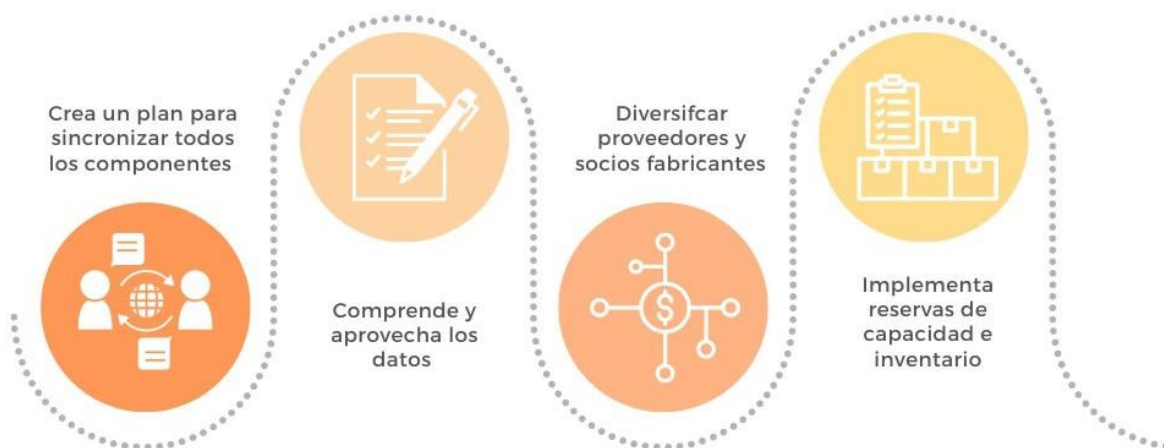 Crea un plan para
sincronizar todos
los componentes
Comprende y
aprovecha los
datos
Diversifcar
proveedores y
socios fabricantes
Implementa
reservas de
capacidad e
inventario